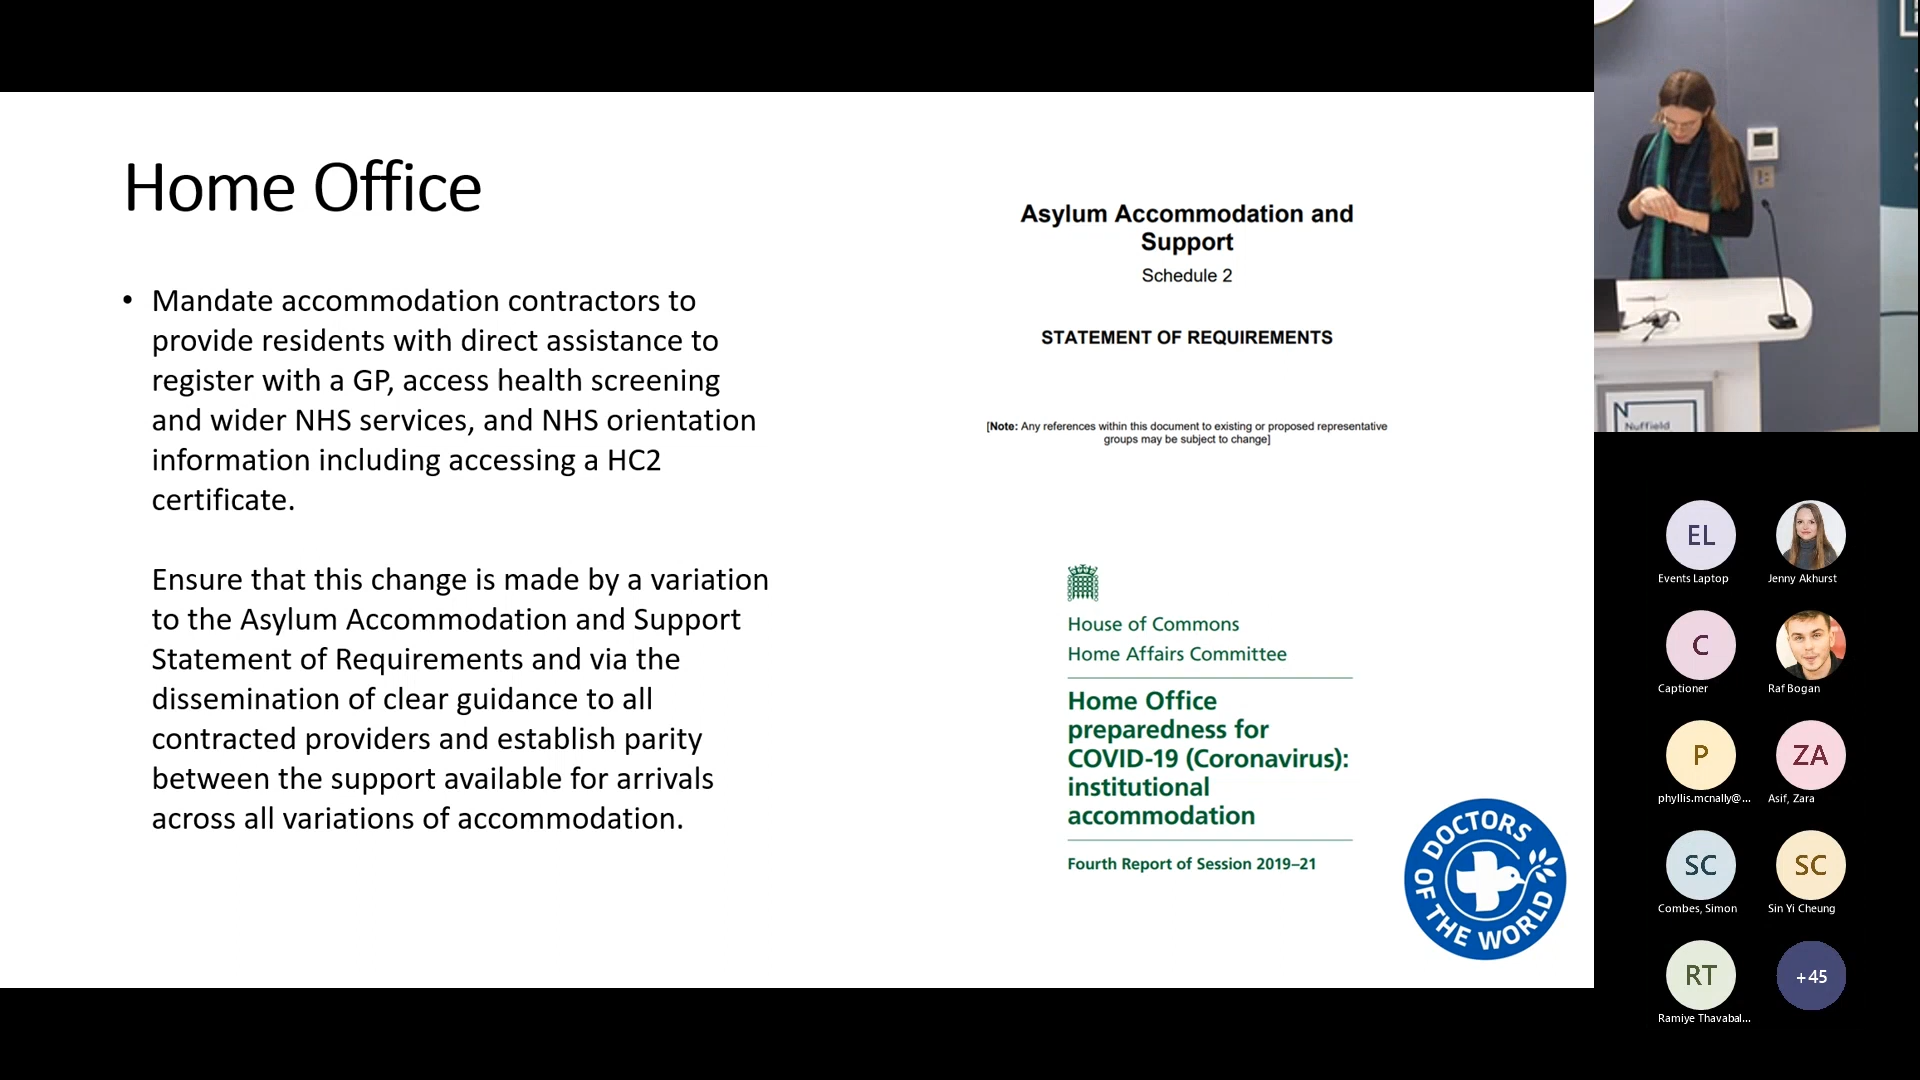 Home Office
• Mandate accommodation contractors to
provide residents with direct assistance to
register with a GP, access health screening
and wider NHS services, and NHS orientation
information including accessing a HC2
certificate.
Ensure that this change is made by a variation
to the Asylum Accommodation and Support
Statement of Requirements and via the
dissemination of clear guidance to all
contracted providers and establish parity
between the support available for arrivals
across all variations of accommodation.
Asylum Accommodation and
Support
Schedule 2
STATEMENT OF REQUIREMENTS
[Note: Any references within this document to existing or proposed representative
groups may be subject to change]
House of Commons
Home Affairs Committee
Home Office
preparedness for
COVID-19 (Coronavirus):
institutional
accommodation
Fourth Report of Session 2019–21
DOCTORS
OF THE WORLD
N
Nuffield
EL
Events Laptop
Jenny Akhurst
C
Captioner
Raf Bogan
P
phyllis.mcnally@...
ZA
Asif, Zara
SC
Combes, Simon
SC
Sin Yi Cheung
RT
Ramiye Thavabal...
+45